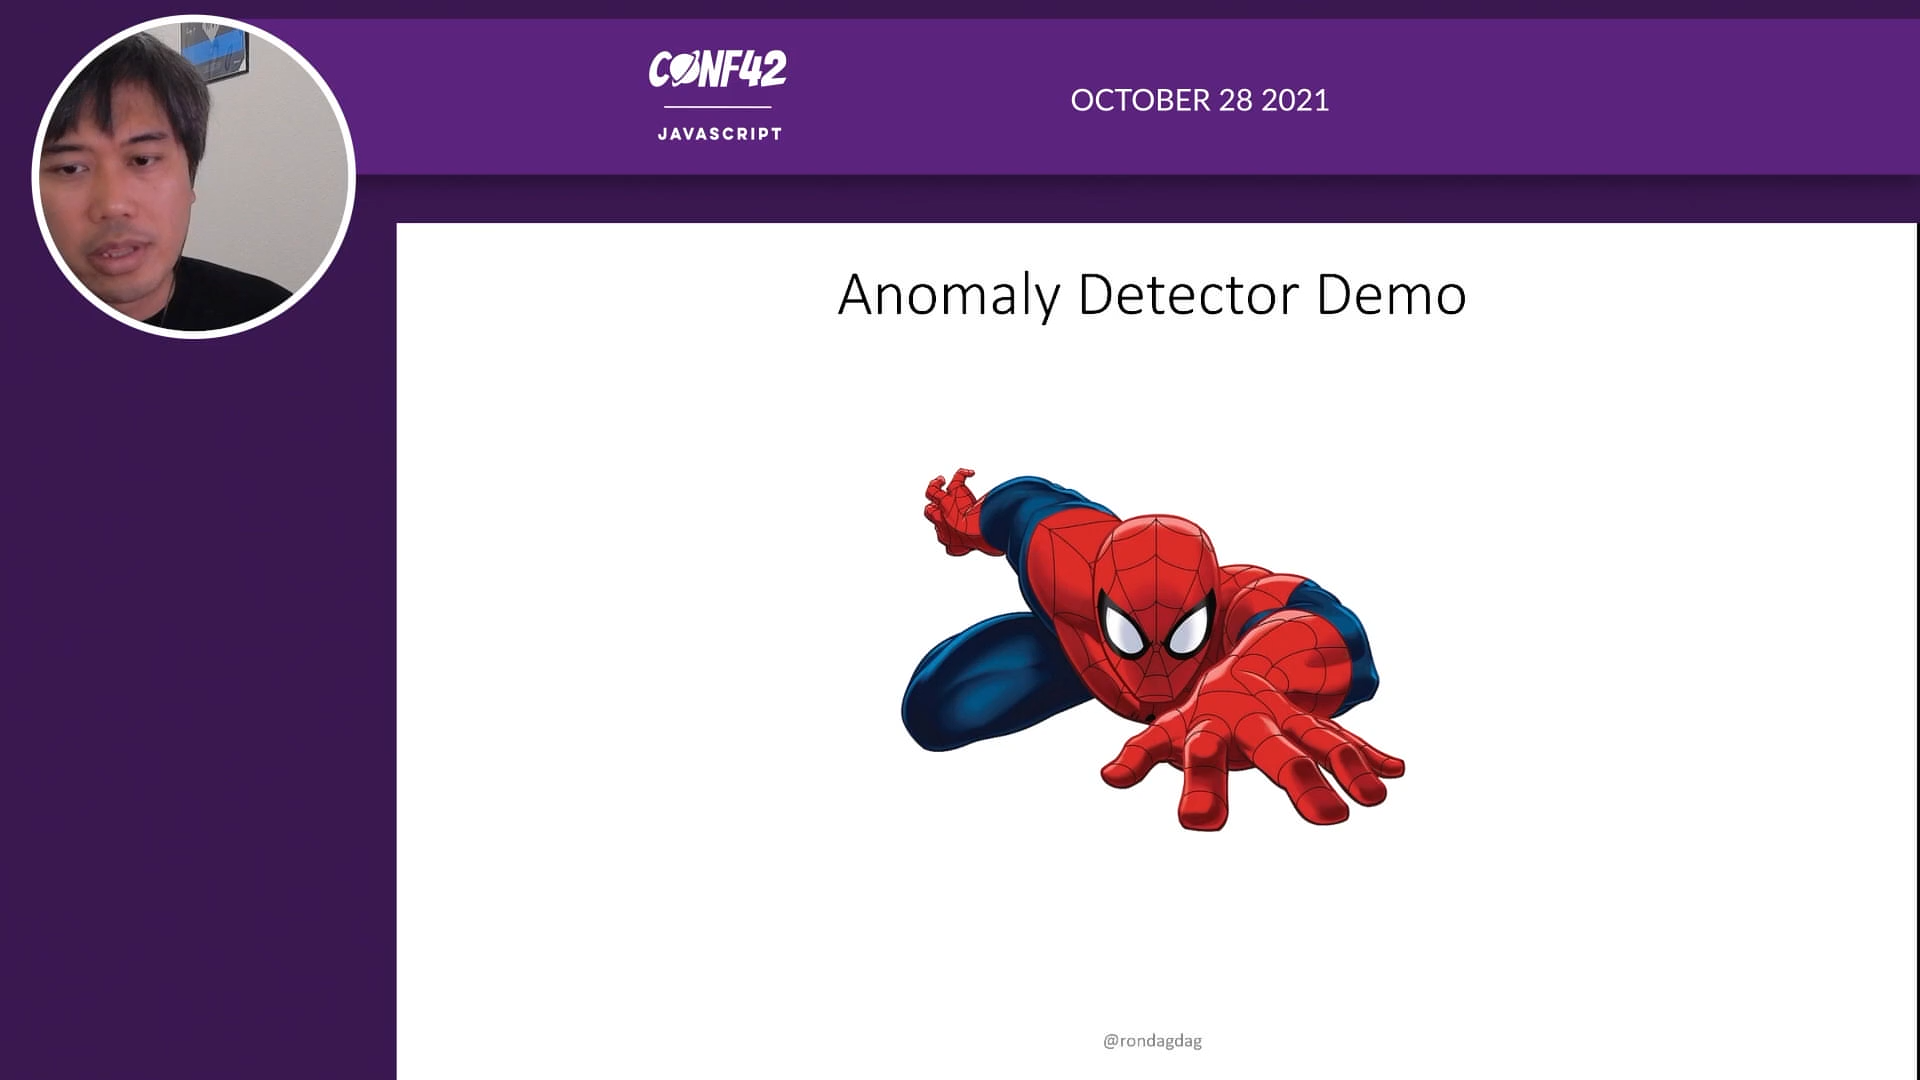 CONF42
JAVASCRIPT
OCTOBER 28 2021
Anomaly Detector Demo
@rondagdag